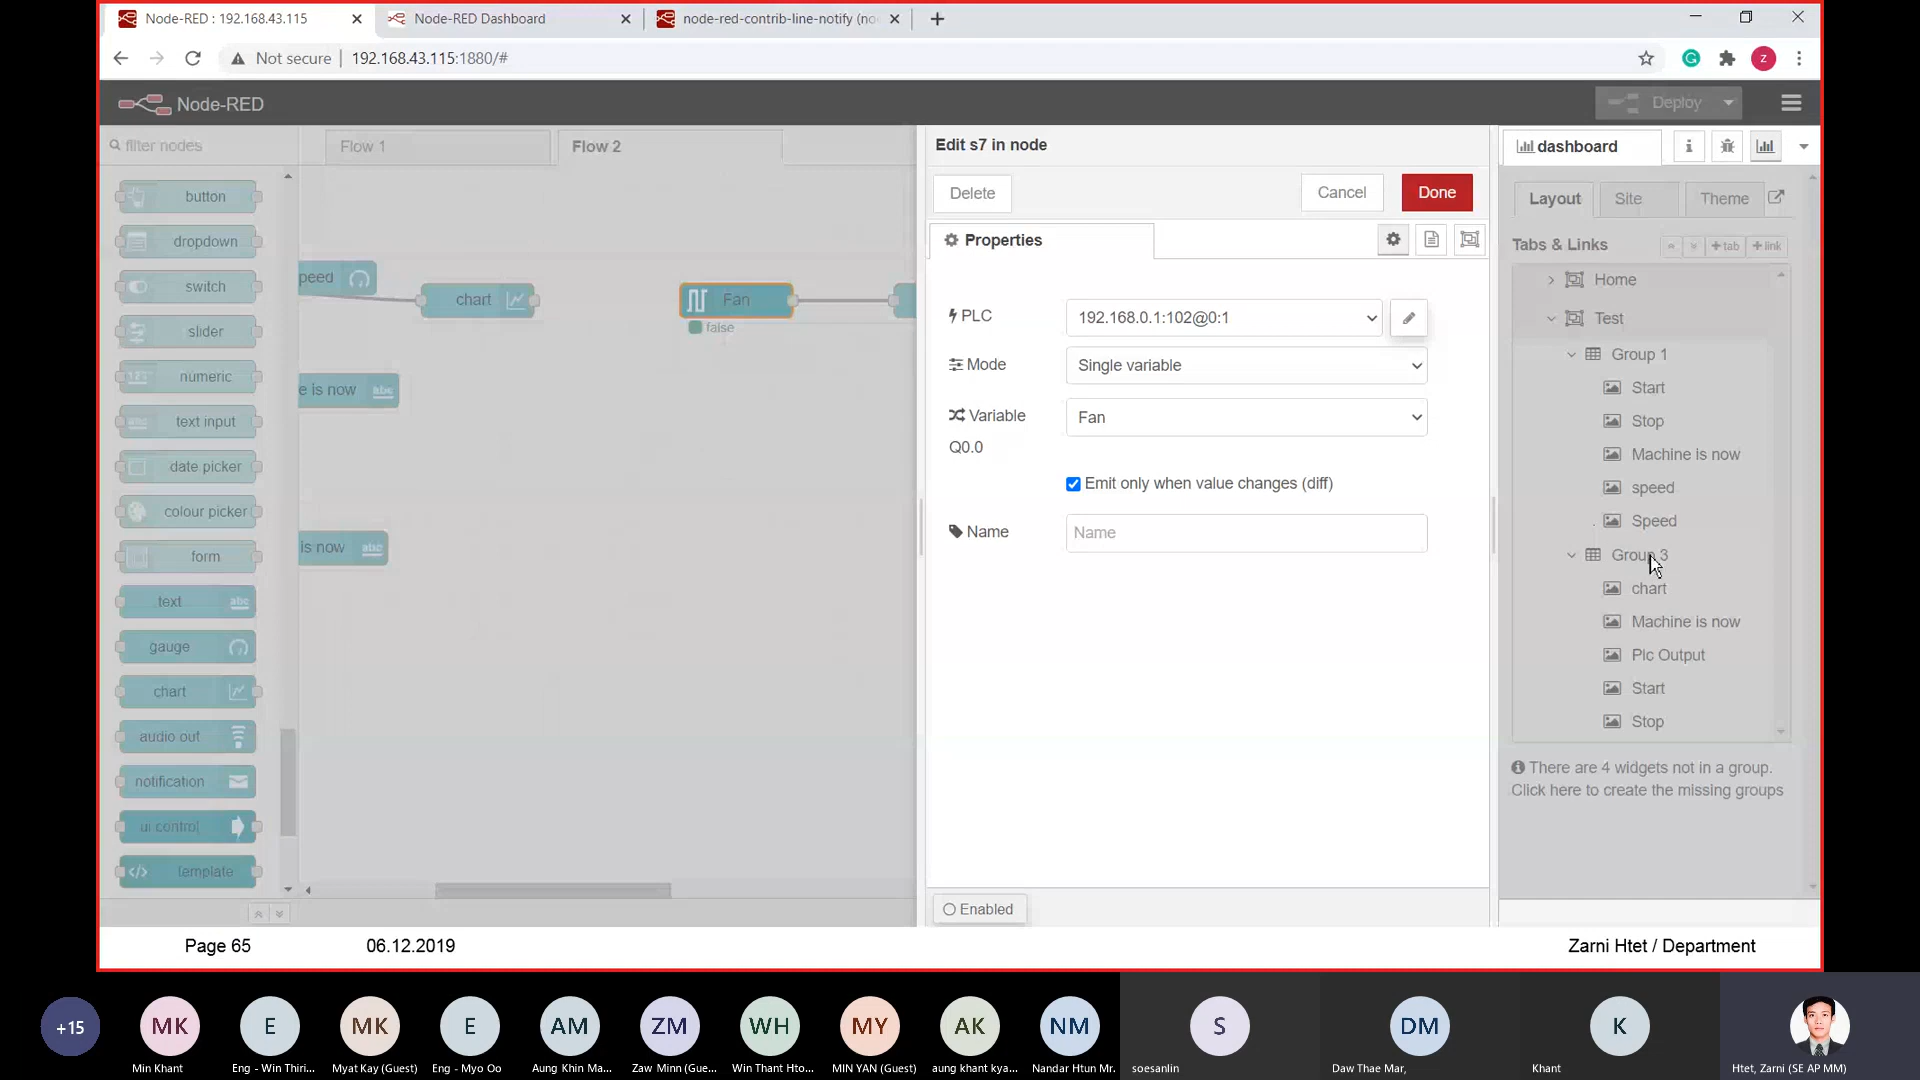 Node-RED : 192.168.43.115
Node-RED Dashboard
node-red-contrib-line-notify (no
Not secure
192.168.43.115:1880/#
Z
Node-RED
Deploy
filter nodes
Flow 1
Flow 2
Edit s7 in node
dashboard
Delete
Cancel
Done
Layout
Site
Theme
Properties
Tabs & Links
tab
link
button
dropdown
switch
slider
numeric
text input
date picker
colour picker
form
text
abc
gauge
chart
audio out
notification
ui control
template
peed
chart
Fan
false
e is now
abc
is now
abc
PLC
192.168.0.1:102@0:1
Mode
Single variable
Variable
Fan
Q0.0
Emit only when value changes (diff)
Name
Name
Enabled
Home
Test
Group 1
Start
Stop
Machine is now
speed
Speed
Group 3
chart
Machine is now
Plc Output
Start
Stop
There are 4 widgets not in a group.
Click here to create the missing groups
Page 65
06.12.2019
Zarni Htet / Department
+15
MK
E
MK
E
AM
ZM
WH
MY
AK
NM
S
DM
K
Min Khant
Eng - Win Thiri...
Myat Kay (Guest)
Eng - Myo Oo
Aung Khin Ma...
Zaw Minn (Gue...
Win Thant Hto...
MIN YAN (Guest)
aung khant kya...
Nandar Htun Mr.
soesanlin
Daw Thae Mar,
Khant
Htet, Zarni (SE AP MM)